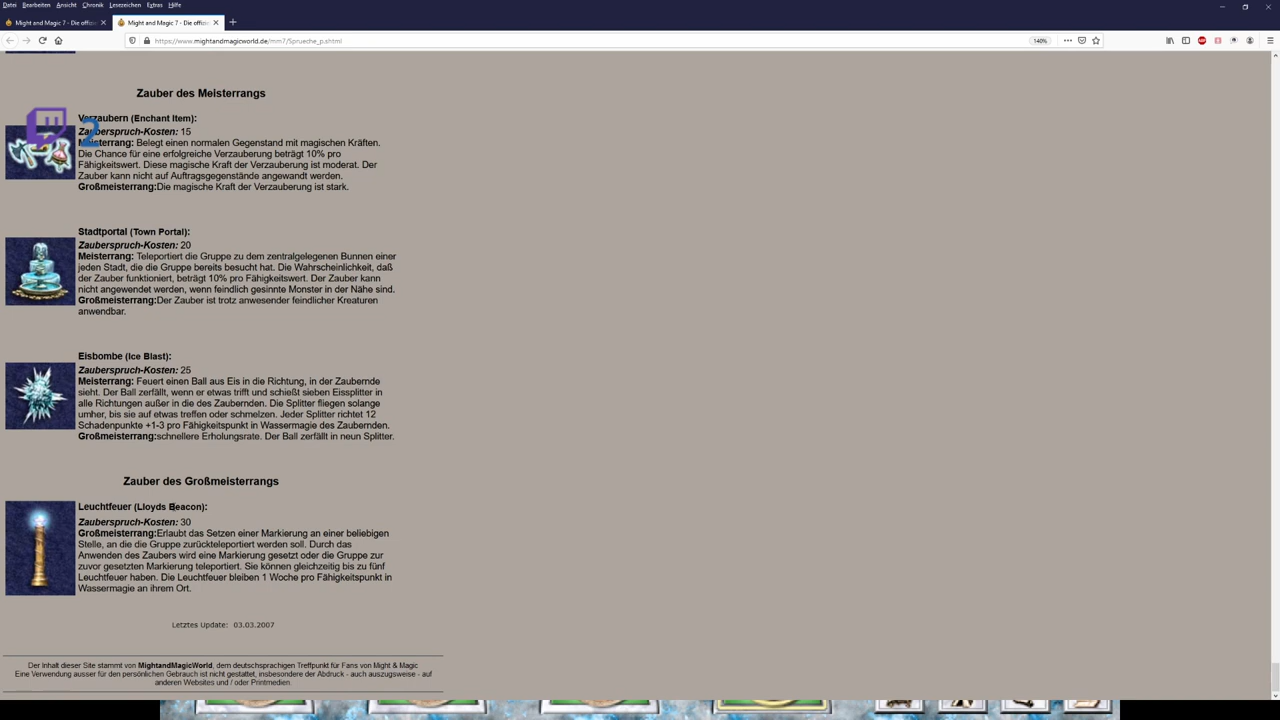 Datei Bearbeiten Ansicht Chronik Lesezeichen Extras Hilfe
Might and Magic 7 - Die offizi
Might and Magic 7 - Die offizi
https://www.mightandmagicworld.de/mm7/Sprueche_p.shtml
140%
Zauber des Meisterrangs
Verzaubern (Enchant Item):
Zauberspruch-Kosten: 15
2
Meisterrang: Belegt einen normalen Gegenstand mit magischen Kräften.
Die Chance für eine erfolgreiche Verzauberung beträgt 10% pro
Fähigkeitswert. Diese magische Kraft der Verzauberung ist moderat. Der
Zauber kann nicht auf Auftragsgegenstände angewandt werden.
Großmeisterrang:Die magische Kraft der Verzauberung ist stark.
Stadtportal (Town Portal):
Zauberspruch-Kosten: 20
Meisterrang: Teleportiert die Gruppe zu dem zentralgelegenen Bunnen einer
jeden Stadt, die die Gruppe bereits besucht hat. Die Wahrscheinlichkeit, daß
der Zauber funktioniert, beträgt 10% pro Fähigkeitswert. Der Zauber kann
nicht angewendet werden, wenn feindlich gesinnte Monster in der Nähe sind.
Großmeisterrang:Der Zauber ist trotz anwesender feindlicher Kreaturen
anwendbar.
Eisbombe (Ice Blast):
Zauberspruch-Kosten: 25
Meisterrang: Feuert einen Ball aus Eis in die Richtung, in der Zaubernde
sieht. Der Ball zerfällt, wenn er etwas trifft und schießt sieben Eissplitter in
alle Richtungen außer in die des Zaubernden. Die Splitter fliegen solange
umher, bis sie auf etwas treffen oder schmelzen. Jeder Splitter richtet 12
Schadenpunkte +1-3 pro Fähigkeitspunkt in Wassermagie des Zaubernden.
Großmeisterrang:schnellere Erholungsrate. Der Ball zerfällt in neun Splitter.
Zauber des Großmeisterrangs
Leuchtfeuer (Lloyds Beacon):
Zauberspruch-Kosten: 30
Großmeisterrang:Erlaubt das Setzen einer Markierung an einer beliebigen
Stelle, an die die Gruppe zurückteleportiert werden soll. Durch das
Anwenden des Zaubers wird eine Markierung gesetzt oder die Gruppe zur
zuvor gesetzten Markierung teleportiert. Sie können gleichzeitig bis zu fünf
Leuchtfeuer haben. Die Leuchtfeuer bleiben 1 Woche pro Fähigkeitspunkt in
Wassermagie an ihrem Ort.
Letztes Update: 03.03.2007
Der Inhalt dieser Site stammt von MightandMagicWorld, dem deutschsprachigen Treffpunkt für Fans von Might & Magic
Eine Verwendung ausser für den persönlichen Gebrauch ist nicht gestattet, insbesondere der Abdruck - auch auszugsweise - auf
anderen Websites und / oder Printmedien.